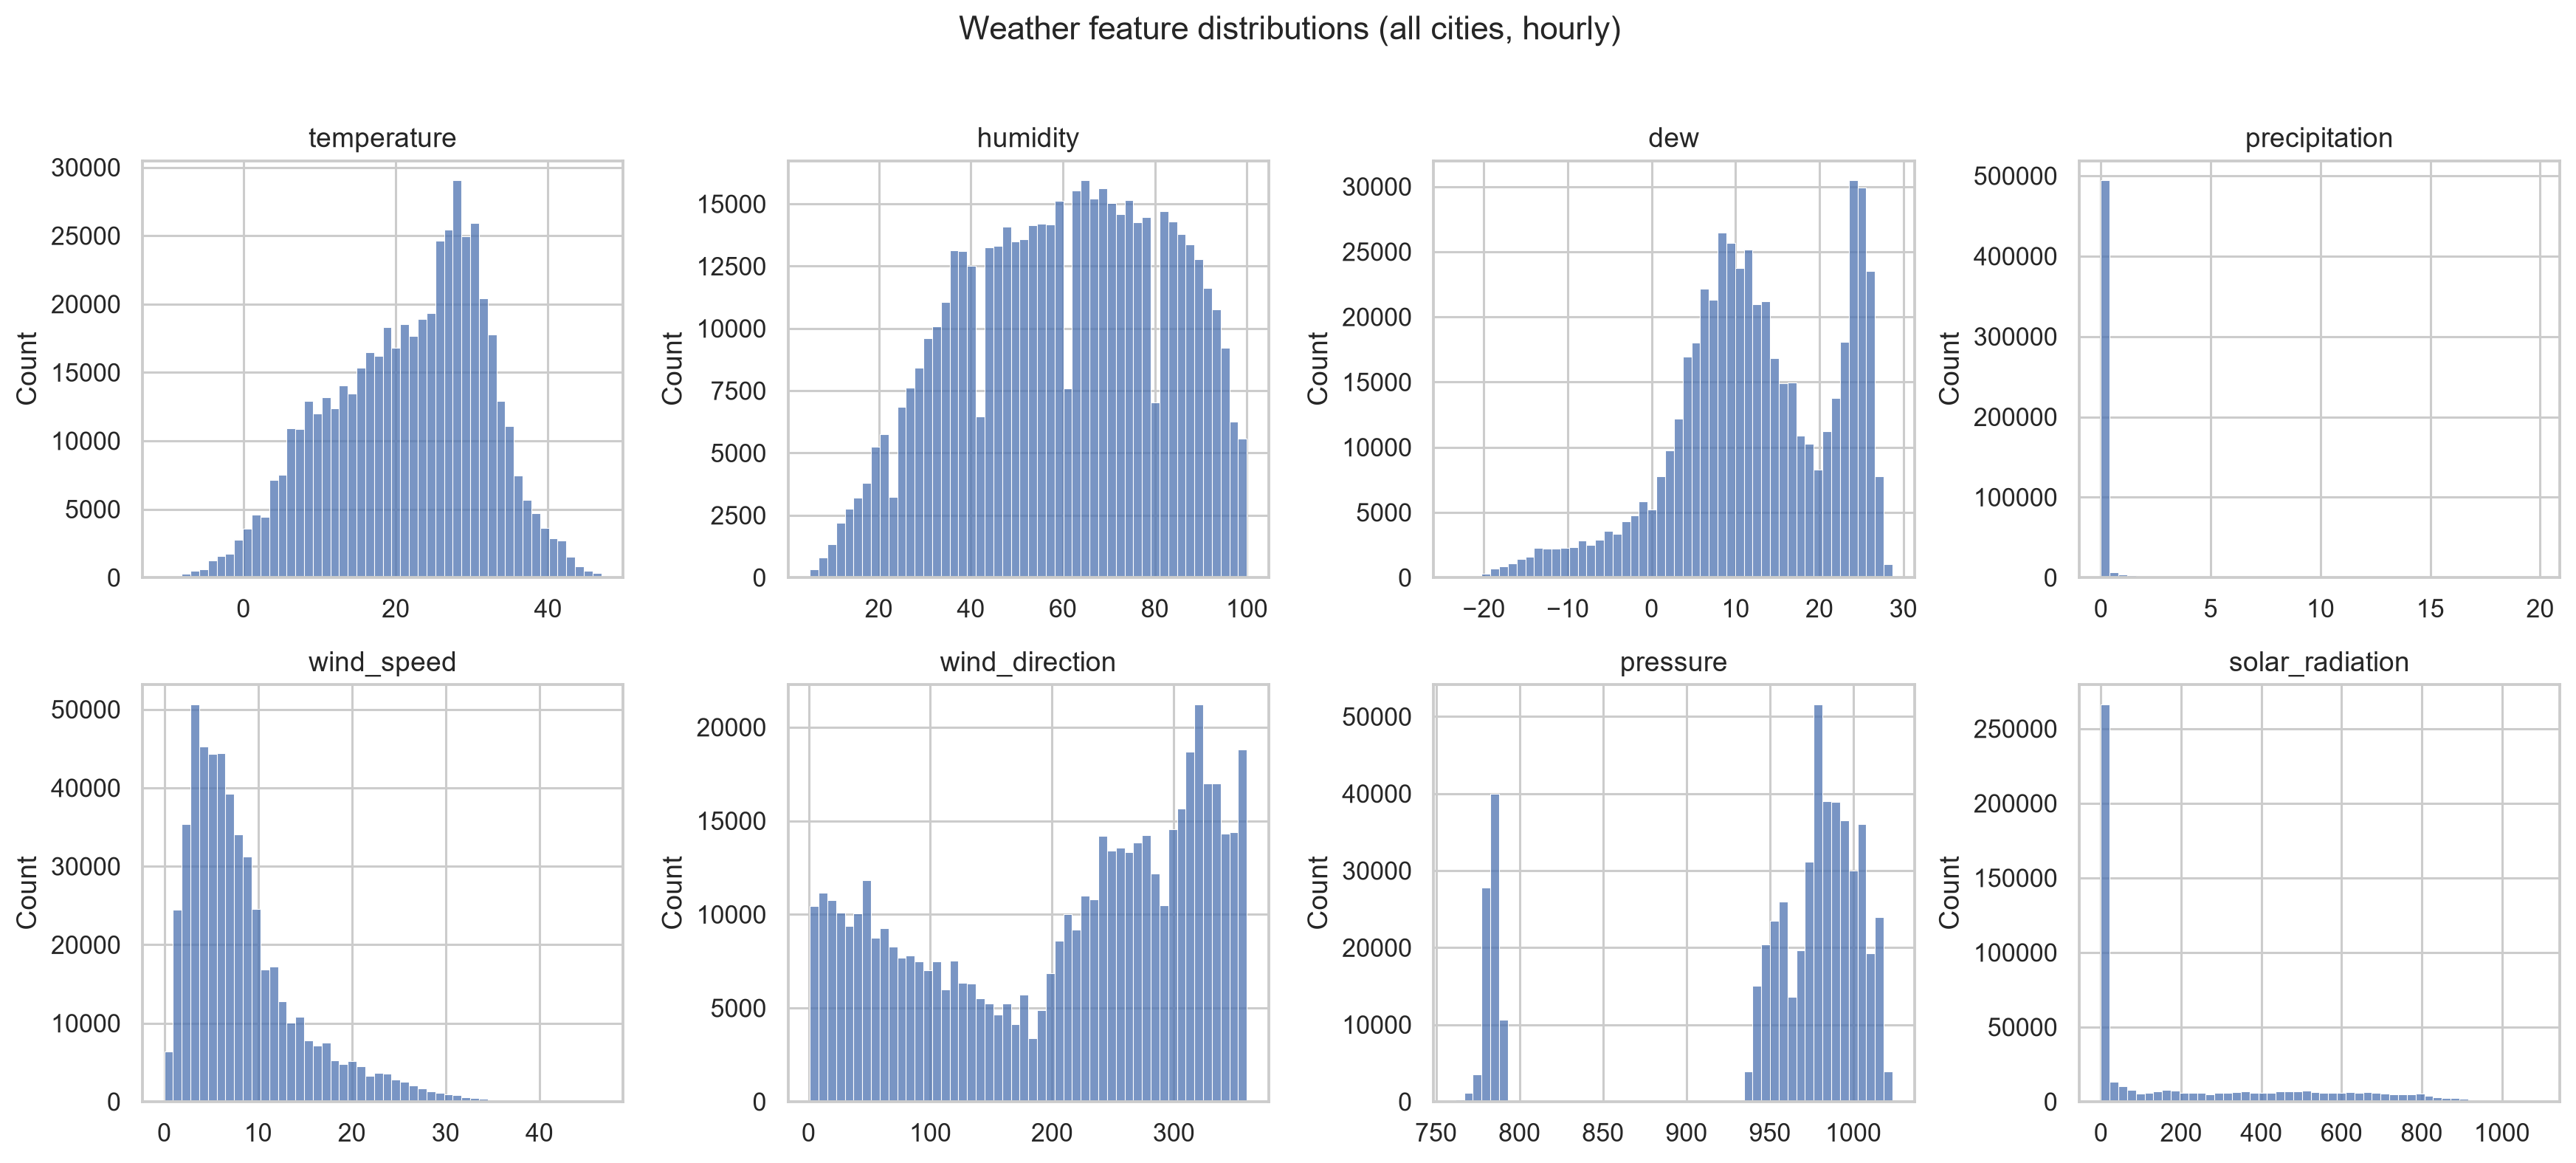 Weather feature distributions (all cities, hourly)
temperature
Count
30000
25000
20000
15000
10000
5000
0
0 20 40
humidity
Count
15000
12500
10000
7500
5000
2500
0
20 40 60 80 100
dew
Count
30000
25000
20000
15000
10000
5000
0
−20 −10 0 10 20 30
precipitation
Count
500000
400000
300000
200000
100000
0
0 5 10 15 20
wind_speed
Count
50000
40000
30000
20000
10000
0
0 10 20 30 40
wind_direction
Count
20000
15000
10000
5000
0
0 100 200 300
pressure
Count
50000
40000
30000
20000
10000
0
750 800 850 900 950 1000
solar_radiation
Count
250000
200000
150000
100000
50000
0
0 200 400 600 800 1000